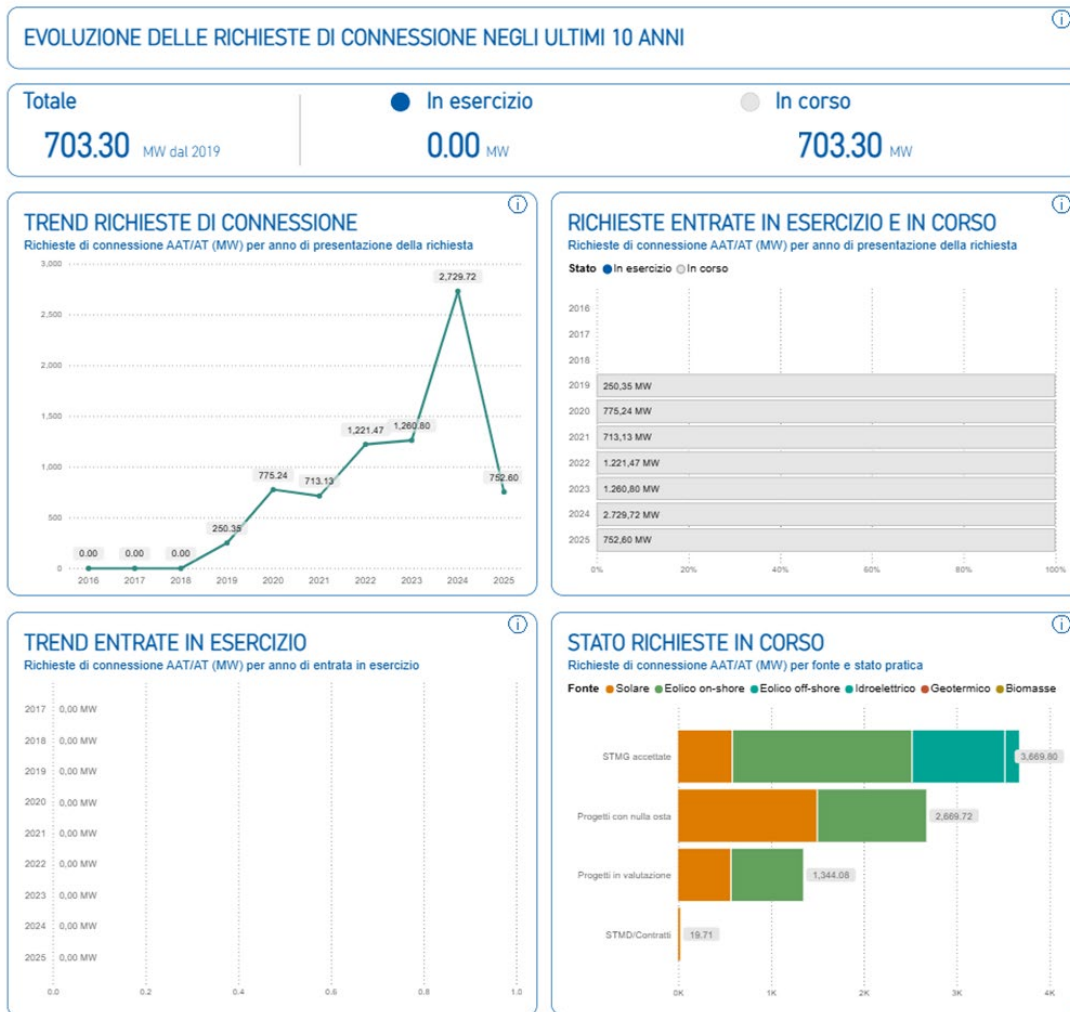 EVOLUZIONE DELLE RICHIESTE DI CONNESSIONE NEGLI ULTIMI 10 ANNI
Totale
703.30 MW dal 2019
In esercizio
0.00 MW
In corso
703.30 MW
TREND RICHIESTE DI CONNESSIONE
Richieste di connessione AAT/AT (MW) per anno di presentazione della richiesta
3,000
2,500
2,000
1,500
1,000
500
0
0.00
0.00
0.00
250.35
775.24
713.13
1,221.47
1,260.80
2,729.72
752.60
2016 2017 2018 2019 2020 2021 2022 2023 2024 2025
RICHIESTE ENTRATE IN ESERCIZIO E IN CORSO
Richieste di connessione AAT/AT (MW) per anno di presentazione della richiesta
Stato In esercizio In corso
2016
2017
2018
2019 250,35 MW
2020 775,24 MW
2021 713,13 MW
2022 1.221,47 MW
2023 1.260,80 MW
2024 2.729,72 MW
2025 752,60 MW
0% 20% 40% 60% 80% 100%
TREND ENTRATE IN ESERCIZIO
Richieste di connessione AAT/AT (MW) per anno di entrata in esercizio
2017 0,00 MW
2018 0,00 MW
2019 0,00 MW
2020 0,00 MW
2021 0,00 MW
2022 0,00 MW
2023 0,00 MW
2024 0,00 MW
2025 0,00 MW
0.0 0.2 0.4 0.6 0.8 1.0
STATO RICHIESTE IN CORSO
Richieste di connessione AAT/AT (MW) per fonte e stato pratica
Fonte Solare Eolico on-shore Eolico off-shore Idroelettrico Geotermico Biomasse
STMG accettate 3,669.80
Progetti con nulla osta 2,669.72
Progetti in valutazione 1,344.08
STMD/Contratti 19.71
0K 1K 2K 3K 4K